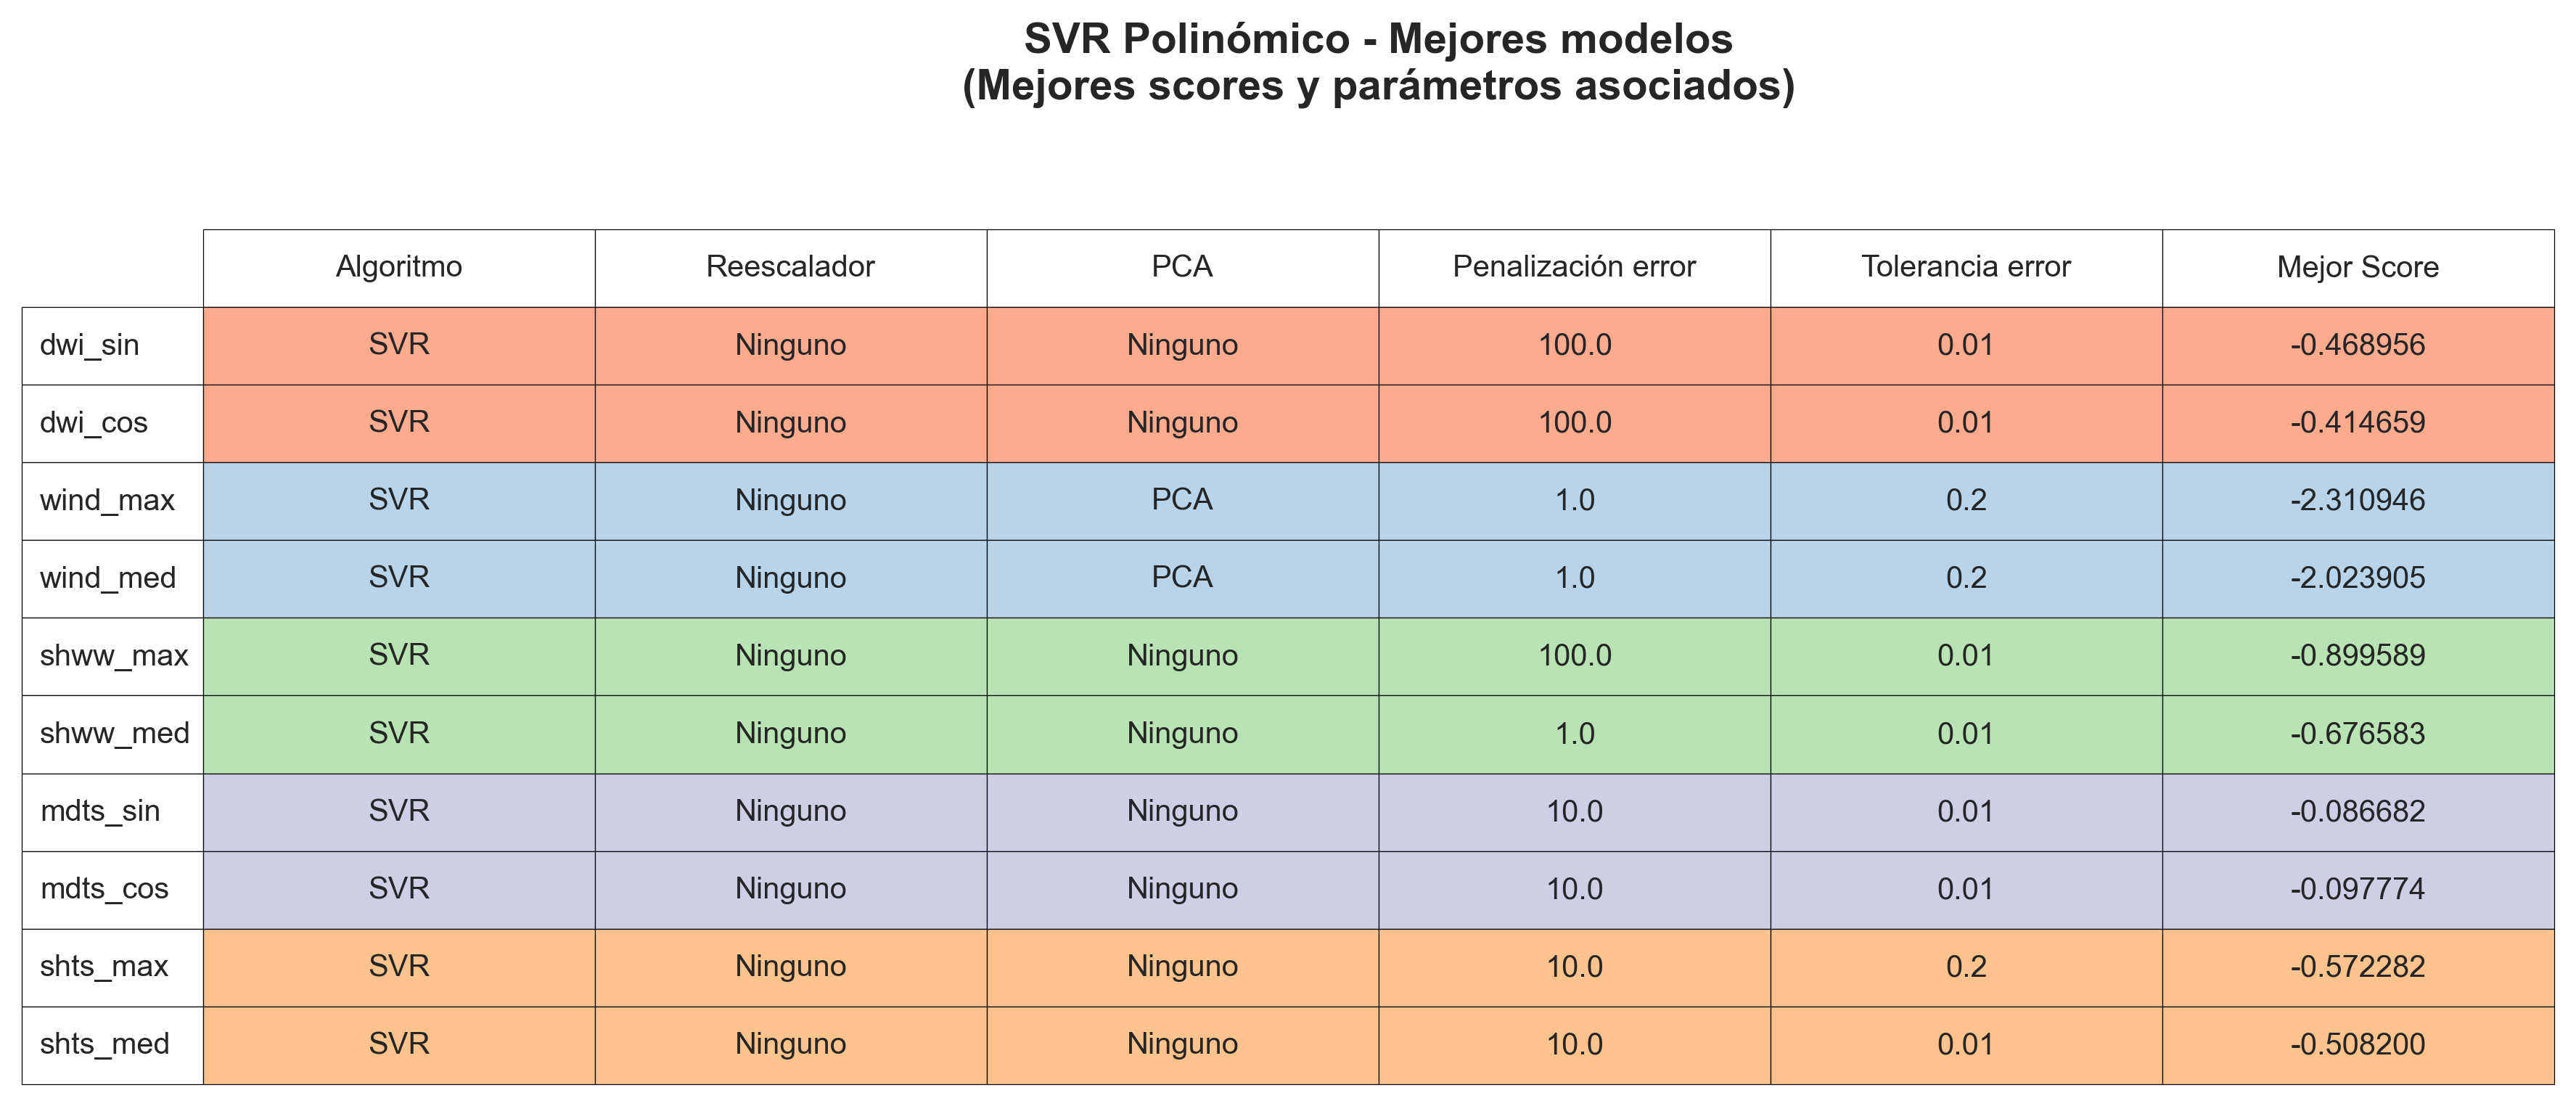 SVR Polinómico - Mejores modelos
(Mejores scores y parámetros asociados)
Algoritmo Reescalador PCA Penalización error Tolerancia error Mejor Score
dwi_sin SVR Ninguno Ninguno 100.0 0.01 -0.468956
dwi_cos SVR Ninguno Ninguno 100.0 0.01 -0.414659
wind_max SVR Ninguno PCA 1.0 0.2 -2.310946
wind_med SVR Ninguno PCA 1.0 0.2 -2.023905
shww_max SVR Ninguno Ninguno 100.0 0.01 -0.899589
shww_med SVR Ninguno Ninguno 1.0 0.01 -0.676583
mdts_sin SVR Ninguno Ninguno 10.0 0.01 -0.086682
mdts_cos SVR Ninguno Ninguno 10.0 0.01 -0.097774
shts_max SVR Ninguno Ninguno 10.0 0.2 -0.572282
shts_med SVR Ninguno Ninguno 10.0 0.01 -0.508200